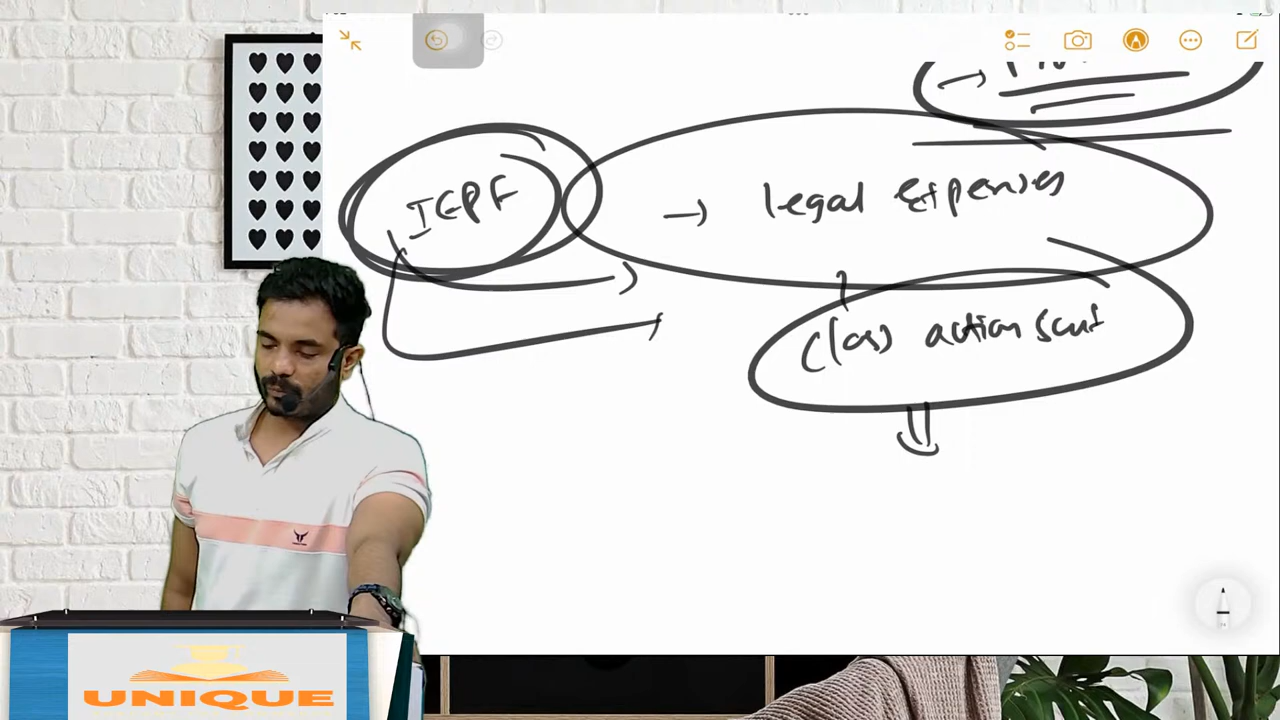 IEPF → legal expenses
class action suit
UNIQUE